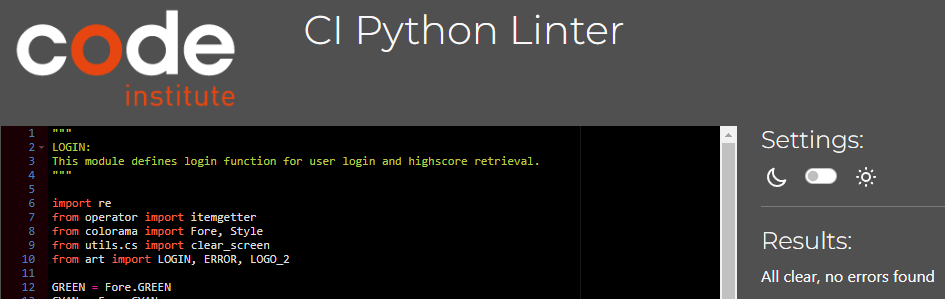 code
institute
CI Python Linter
1 """
2 LOGIN:
3 This module defines login function for user login and highscore retrieval.
4 """
5
6 import re
7 from operator import itemgetter
8 from colorama import Fore, Style
9 from utils.cs import clear_screen
10 from art import LOGIN, ERROR, LOGO_2
11
12 GREEN = Fore.GREEN
Settings:
Results:
All clear, no errors found